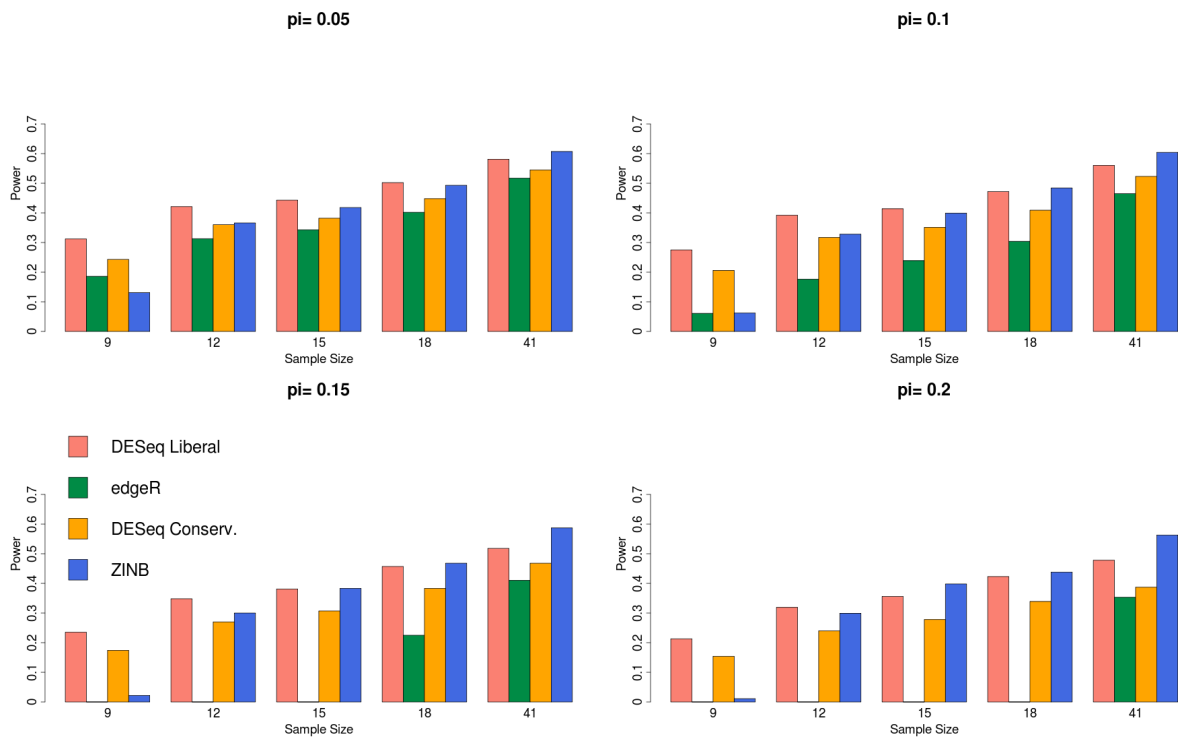 pi= 0.05
0 0.1 0.2 0.3 0.4 0.5 0.6 0.7
Power
9 12 15 18 41
Sample Size
pi= 0.1
0 0.1 0.2 0.3 0.4 0.5 0.6 0.7
Power
9 12 15 18 41
Sample Size
pi= 0.15
DESeq Liberal
edgeR
DESeq Conserv.
ZINB
0 0.1 0.2 0.3 0.4 0.5 0.6 0.7
Power
9 12 15 18 41
Sample Size
pi= 0.2
0 0.1 0.2 0.3 0.4 0.5 0.6 0.7
Power
9 12 15 18 41
Sample Size